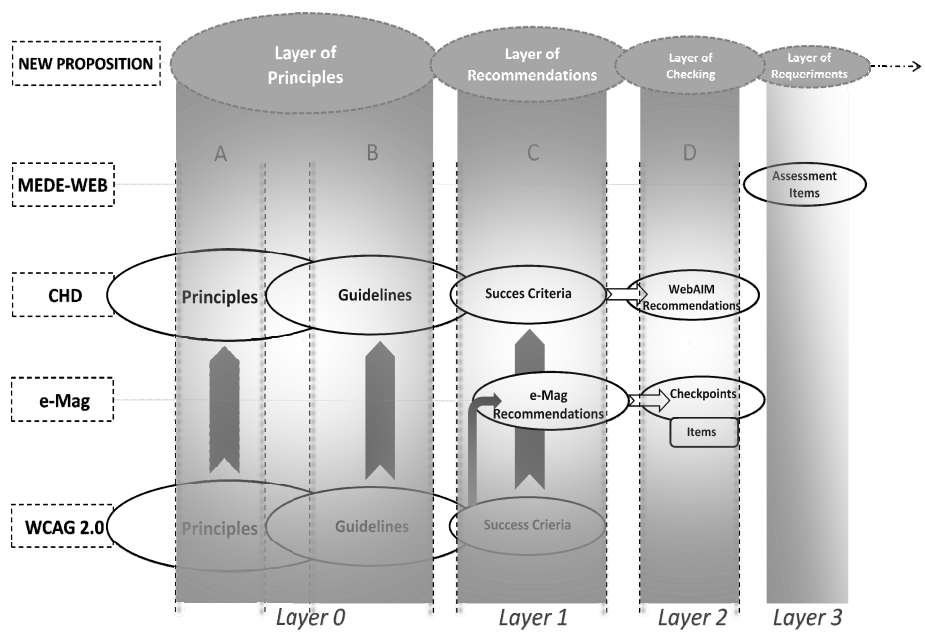 NEW PROPOSITION
Layer of
Principles
Layer of
Recommendations
Layer of
Checking
Layer of
Requeriments
A
B
C
D
MEDE-WEB
Assessment
Items
CHD
Principles
Guidelines
Succes Criteria
WebAIM
Recommendations
e-Mag
e-Mag
Recommendations
Checkpoints
Items
WCAG 2.0
Principles
Guidelines
Success Crieria
Layer 0
Layer 1
Layer 2
Layer 3